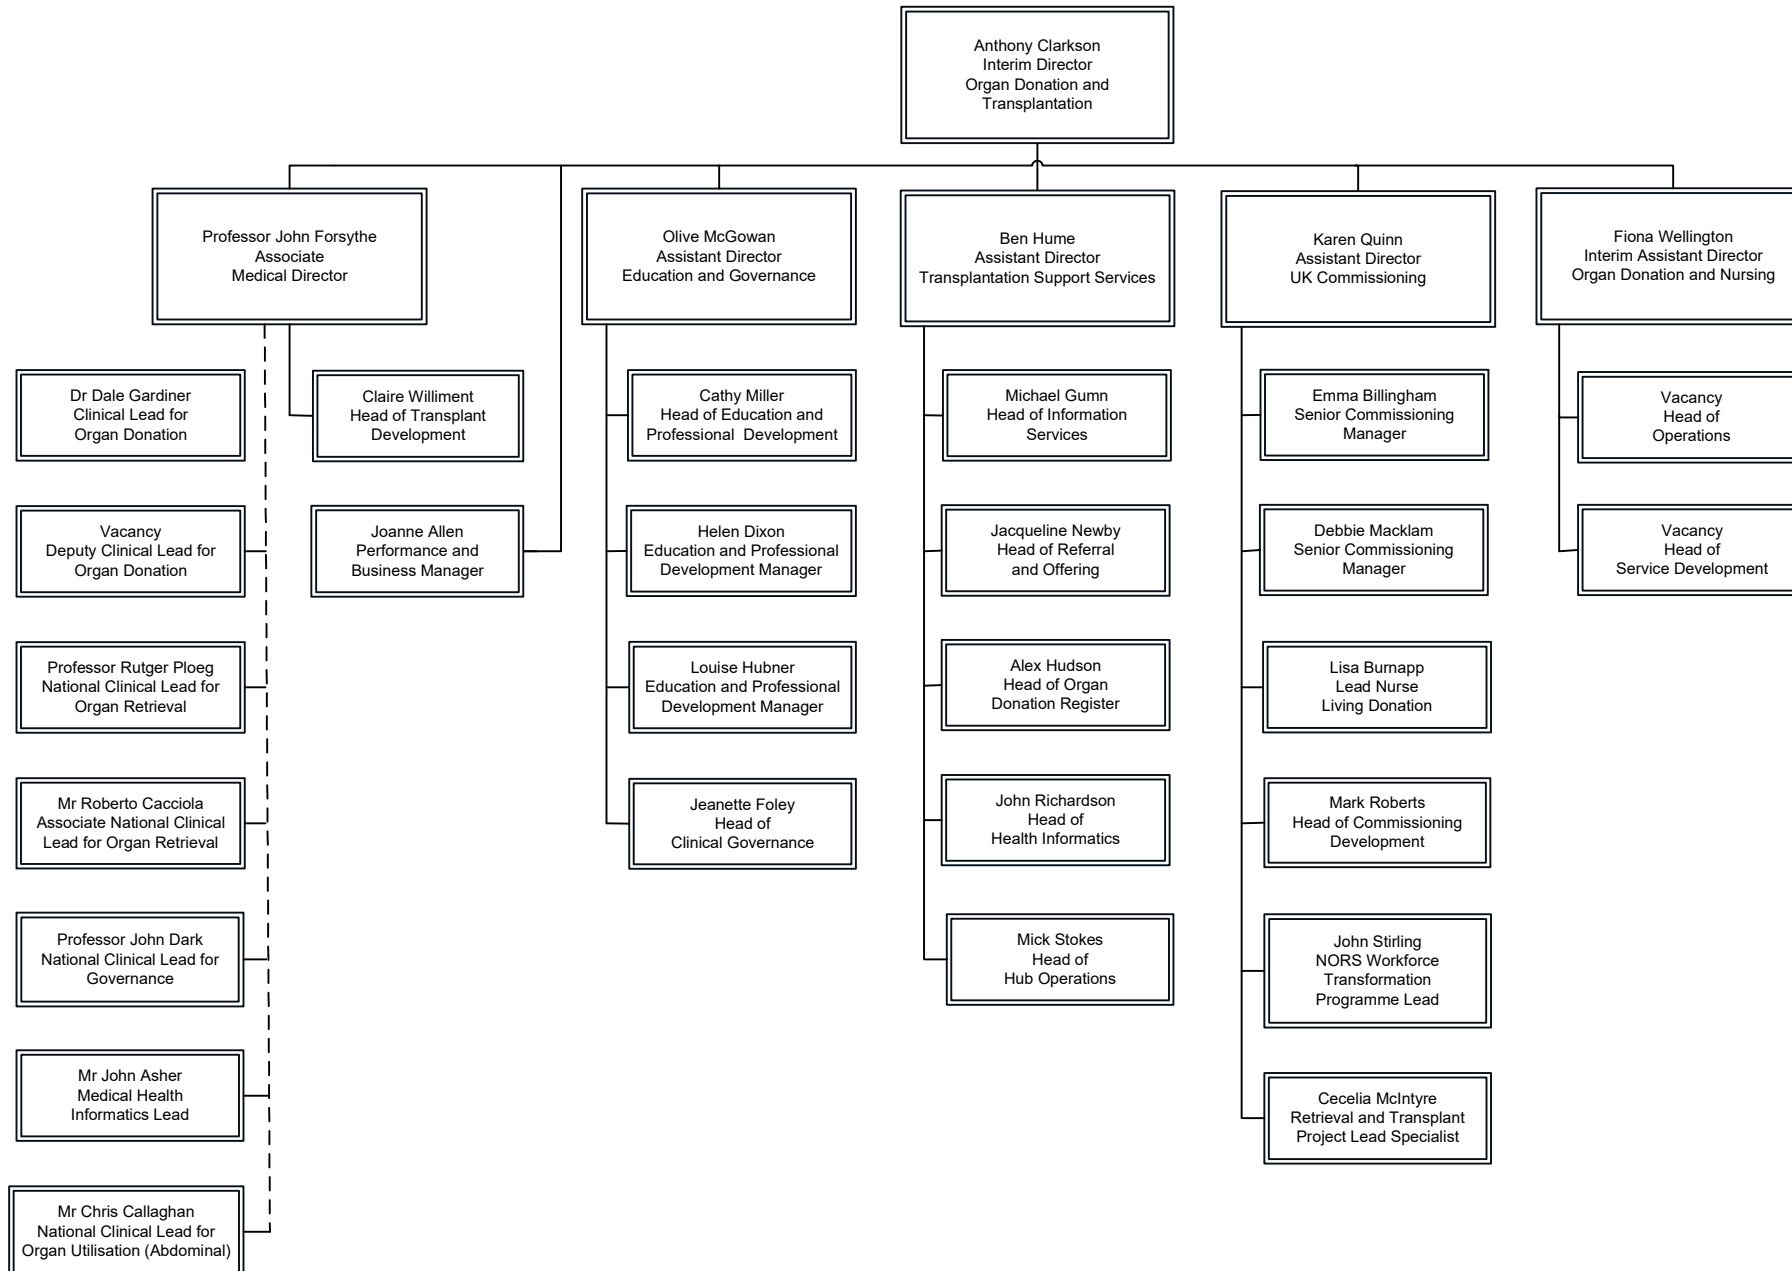 Anthony Clarkson
Interim Director
Organ Donation and
Transplantation
Professor John Forsythe
Associate
Medical Director
Olive McGowan
Assistant Director
Education and Governance
Ben Hume
Assistant Director
Transplantation Support Services
Karen Quinn
Assistant Director
UK Commissioning
Fiona Wellington
Interim Assistant Director
Organ Donation and Nursing
Dr Dale Gardiner
Clinical Lead for
Organ Donation
Vacancy
Deputy Clinical Lead for
Organ Donation
Professor Rutger Ploeg
National Clinical Lead for
Organ Retrieval
Mr Roberto Cacciola
Associate National Clinical
Lead for Organ Retrieval
Professor John Dark
National Clinical Lead for
Governance
Mr John Asher
Medical Health
Informatics Lead
Mr Chris Callaghan
National Clinical Lead for
Organ Utilisation (Abdominal)
Claire Williment
Head of Transplant
Development
Joanne Allen
Performance and
Business Manager
Cathy Miller
Head of Education and
Professional Development
Helen Dixon
Education and Professional
Development Manager
Louise Hubner
Education and Professional
Development Manager
Jeanette Foley
Head of
Clinical Governance
Michael Gumn
Head of Information
Services
Jacqueline Newby
Head of Referral
and Offering
Alex Hudson
Head of Organ
Donation Register
John Richardson
Head of
Health Informatics
Mick Stokes
Head of
Hub Operations
Emma Billingham
Senior Commissioning
Manager
Debbie Macklam
Senior Commissioning
Manager
Lisa Burnapp
Lead Nurse
Living Donation
Mark Roberts
Head of Commissioning
Development
John Stirling
NORS Workforce
Transformation
Programme Lead
Cecelia McIntyre
Retrieval and Transplant
Project Lead Specialist
Vacancy
Head of
Operations
Vacancy
Head of
Service Development